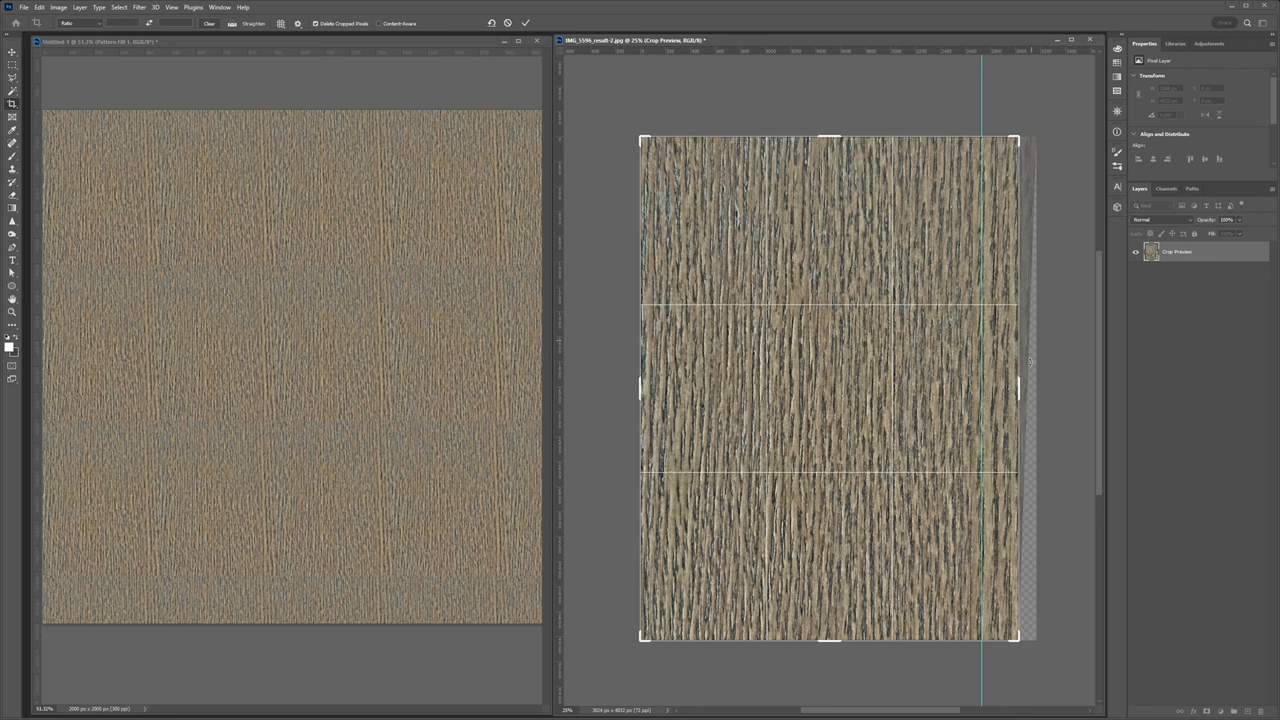 File Edit Image Layer Type Select Filter 3D View Plugins Window Help
Ratio Clear Straighten Delete Cropped Pixels Content-Aware Share
Untitled-1 @ 51.3% (Pattern Fill 1, RGB/8) *
IMG_5596_result-2.jpg @ 25% (Crop Preview, RGB/8) *
Properties Libraries Adjustments
Pixel Layer
Transform
Align and Distribute
Align:
Layers Channels Paths
Kind
Normal Opacity: 100%
Lock: Fill: 100%
Crop Preview
51.32% 2000 px x 2000 px (300 ppi)
25% 3024 px x 4032 px (72 ppi)